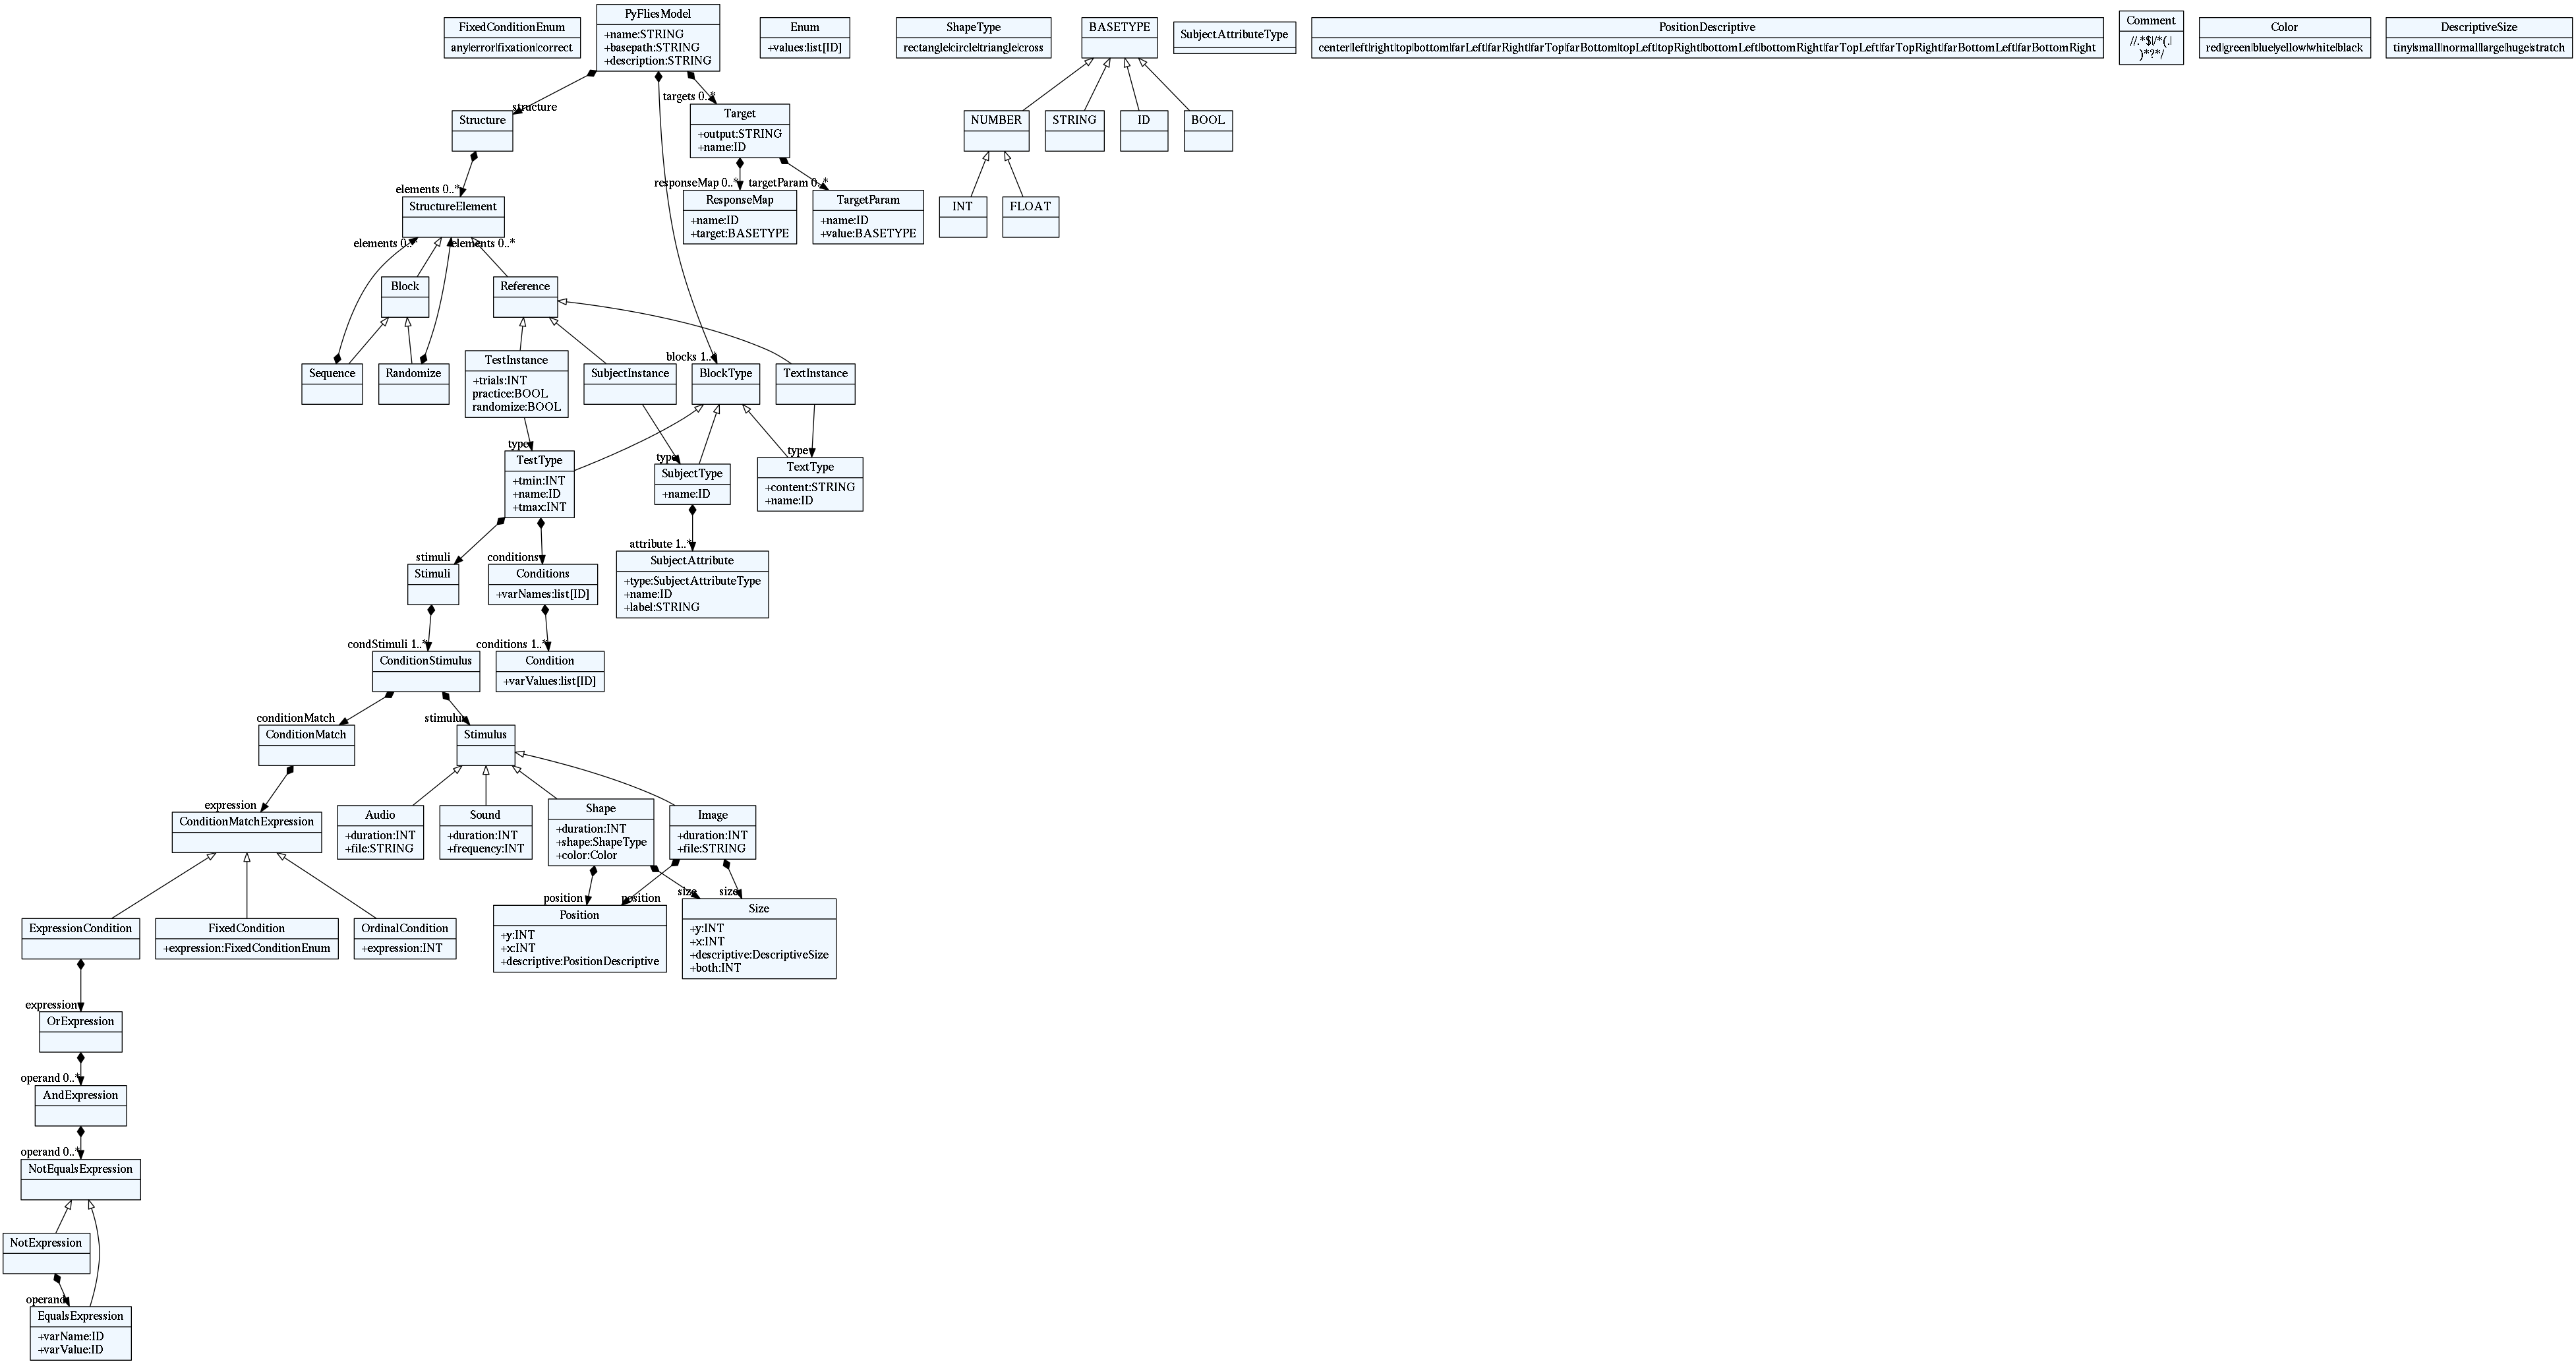 FixedConditionEnum
any|error|fixation|correct
PyFliesModel
+name:STRING
+basepath:STRING
+description:STRING
Enum
+values:list[ID]
ShapeType
rectangle|circle|triangle|cross
BASETYPE
SubjectAttributeType
PositionDescriptive
center|left|right|top|bottom|farLeft|farRight|farTop|farBottom|topLeft|topRight|bottomLeft|bottomRight|farTopLeft|farTopRight|farBottomLeft|farBottomRight
Comment
//.*$|/*(.|
)*?*/
Color
red|green|blue|yellow|white|black
DescriptiveSize
tiny|small|normal|large|huge|stratch
structure
targets 0..*
Structure
Target
+output:STRING
+name:ID
NUMBER
STRING
ID
BOOL
elements 0..*
responseMap 0..*
targetParam 0..*
StructureElement
ResponseMap
+name:ID
+target:BASETYPE
TargetParam
+name:ID
+value:BASETYPE
INT
FLOAT
elements 0..*
elements 0..*
Block
Reference
blocks 1..*
Sequence
Randomize
TestInstance
+trials:INT
practice:BOOL
randomize:BOOL
SubjectInstance
BlockType
TextInstance
type
type
type
TestType
+tmin:INT
+name:ID
+tmax:INT
SubjectType
+name:ID
TextType
+content:STRING
+name:ID
stimuli
conditions
attribute 1..*
Stimuli
Conditions
+varNames:list[ID]
SubjectAttribute
+type:SubjectAttributeType
+name:ID
+label:STRING
condStimuli 1..*
conditions 1..*
ConditionStimulus
Condition
+varValues:list[ID]
conditionMatch
stimulus
ConditionMatch
Stimulus
expression
ConditionMatchExpression
Audio
+duration:INT
+file:STRING
Sound
+duration:INT
+frequency:INT
Shape
+duration:INT
+shape:ShapeType
+color:Color
Image
+duration:INT
+file:STRING
position
position
size
size
ExpressionCondition
FixedCondition
+expression:FixedConditionEnum
OrdinalCondition
+expression:INT
Position
+y:INT
+x:INT
+descriptive:PositionDescriptive
Size
+y:INT
+x:INT
+descriptive:DescriptiveSize
+both:INT
expression
OrExpression
operand 0..*
AndExpression
operand 0..*
NotEqualsExpression
NotExpression
operand
EqualsExpression
+varName:ID
+varValue:ID